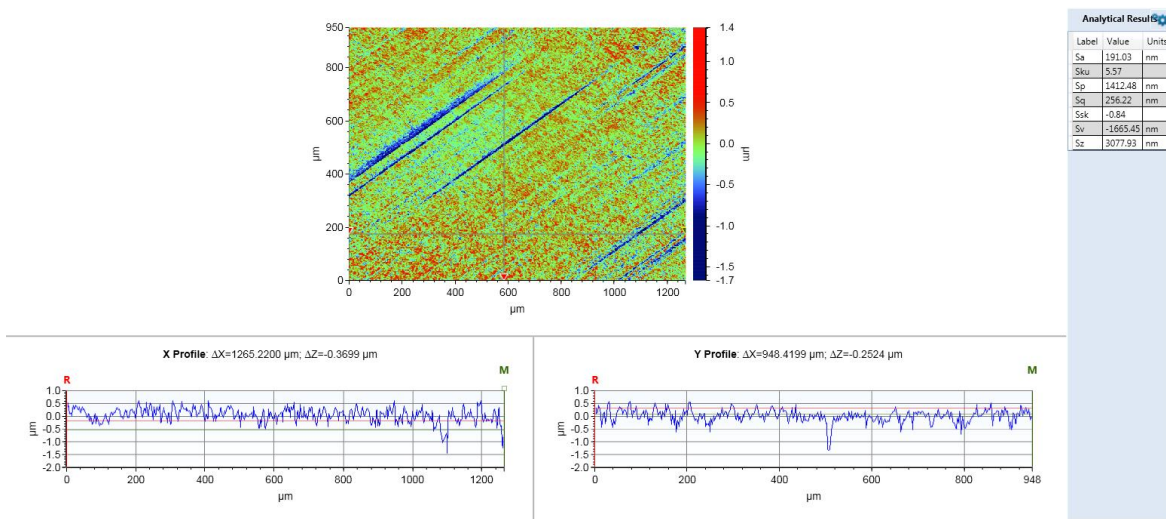 Analytical Results
Label Value Units
Sa 191.03 nm
Sku 5.57
Sp 1412.48 nm
Sq 256.22 nm
Ssk -0.84
Sv -1665.45 nm
Sz 3077.93 nm
950
800
600
400
200
0
µm
0 200 400 600 800 1000 1200
µm
1.4
1.0
0.5
0.0
-0.5
-1.0
-1.5
-1.7
µm
X Profile: ΔX=1265.2200 µm; ΔZ=-0.3699 µm
R M
1.0
0.5
0.0
-0.5
-1.0
-1.5
-2.0
µm
0 200 400 600 800 1000 1200
µm
Y Profile: ΔX=948.4199 µm; ΔZ=-0.2524 µm
R M
1.0
0.5
0.0
-0.5
-1.0
-1.5
-2.0
µm
0 200 400 600 800 948
µm